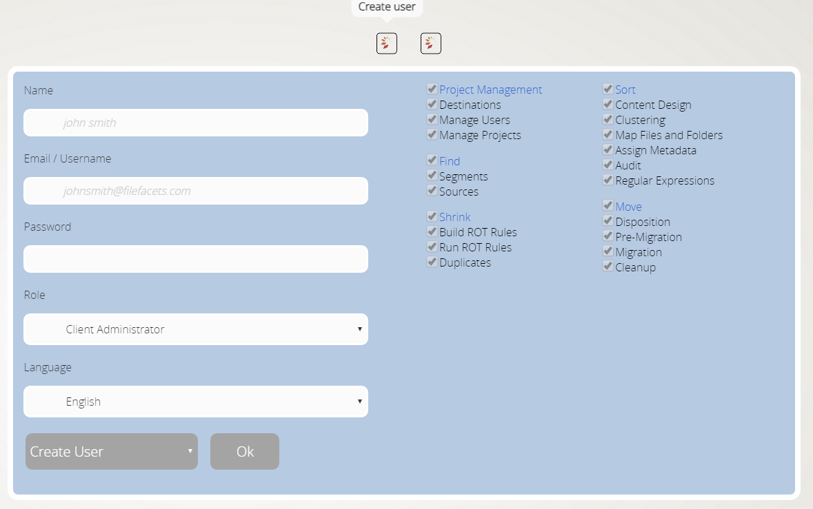 Create user
Name
john smith
Email / Username
johnsmith@filefacets.com
Password
Role
Client Administrator
Language
English
Create User
Ok
Project Management
Destinations
Manage Users
Manage Projects
Find
Segments
Sources
Shrink
Build ROT Rules
Run ROT Rules
Duplicates
Sort
Content Design
Clustering
Map Files and Folders
Assign Metadata
Audit
Regular Expressions
Move
Disposition
Pre-Migration
Migration
Cleanup